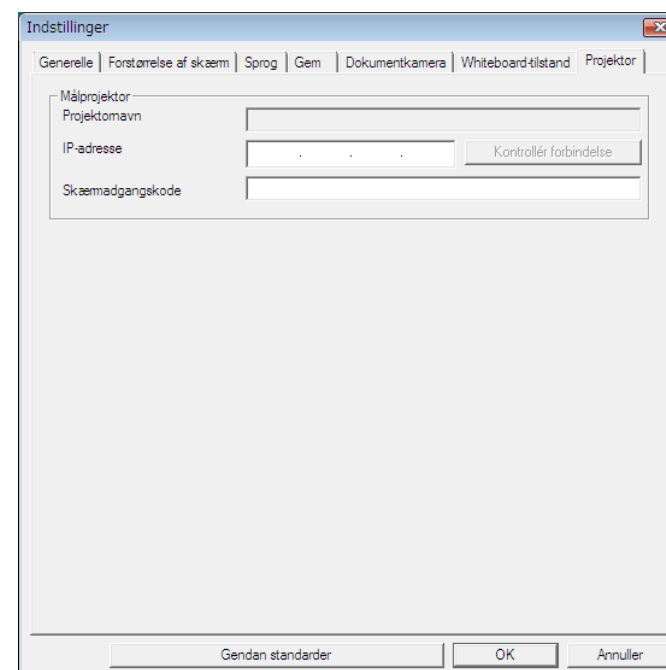 Indstillinger
Generelle Forstørrelse af skærm Sprog Gem Dokumentkamera Whiteboard-tilstand Projektor
Målprojektor
Projektornavn
IP-adresse . . . Kontrollér forbindelse
Skærmadgangskode
Gendan standarder OK Annuller